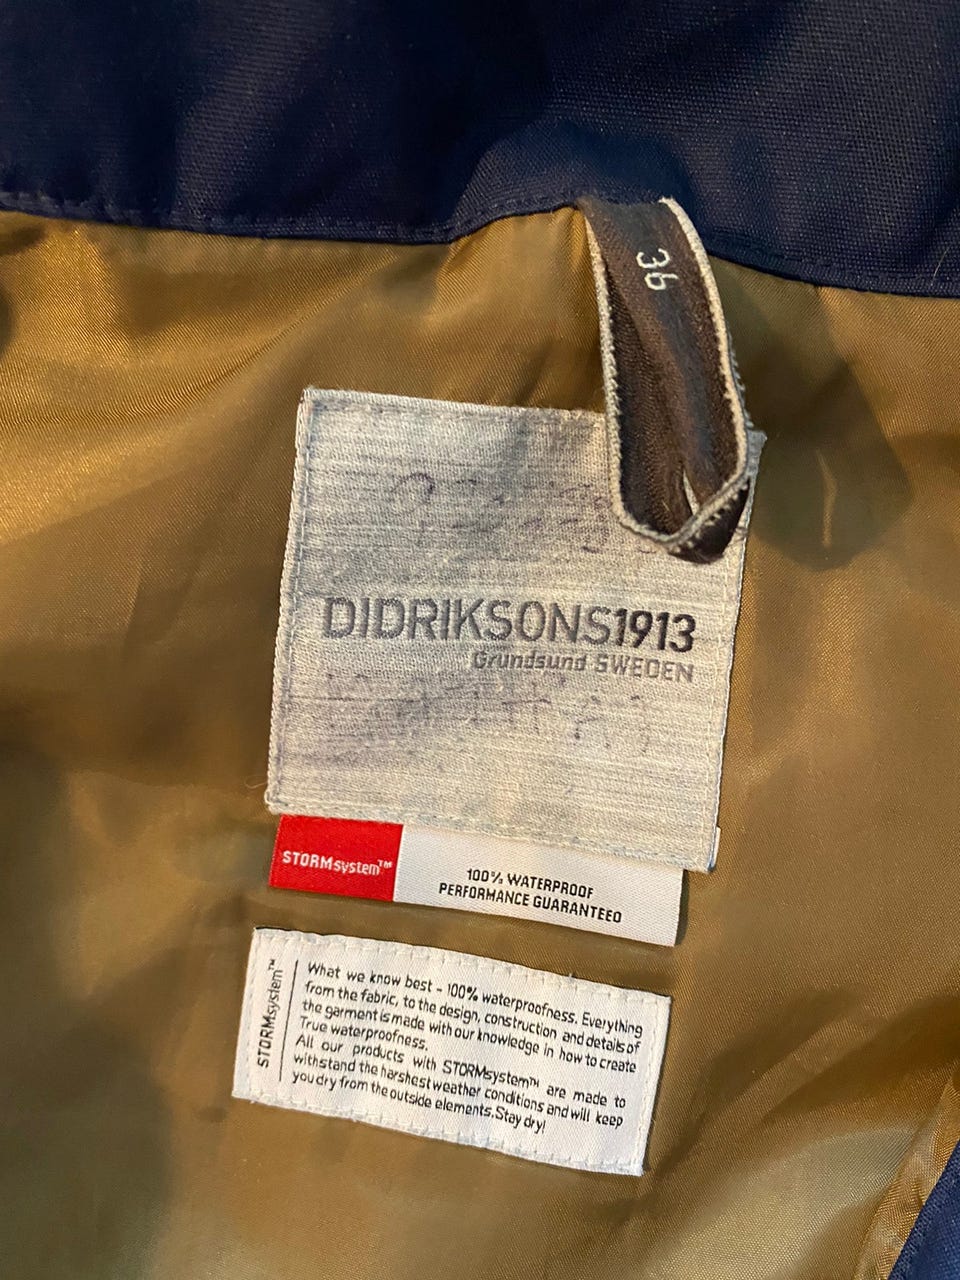 36
DIDRIKSONS1913
Grundsund SWEDEN
STORMsystem™
100% WATERPROOF
PERFORMANCE GUARANTEED
STORMsystem™
What we know best - 100% waterproofness. Everything
from the fabric, to the design, construction and details of
the garment is made with our knowledge in how to create
True waterproofness.
All our products with STORMsystem™ are made to
withstand the harshest weather conditions and will keep
you dry from the outside elements. Stay dry!